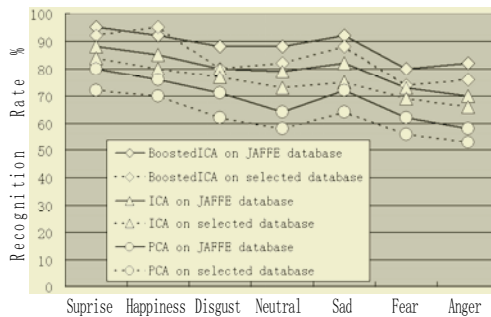 Recognition Rate %
100
90
80
70
60
50
40
30
20
10
0
BoostedICA on JAFFE database
BoostedICA on selected database
ICA on JAFFE database
ICA on selected database
PCA on JAFFE database
PCA on selected database
Suprise Happiness Disgust Neutral Sad Fear Anger